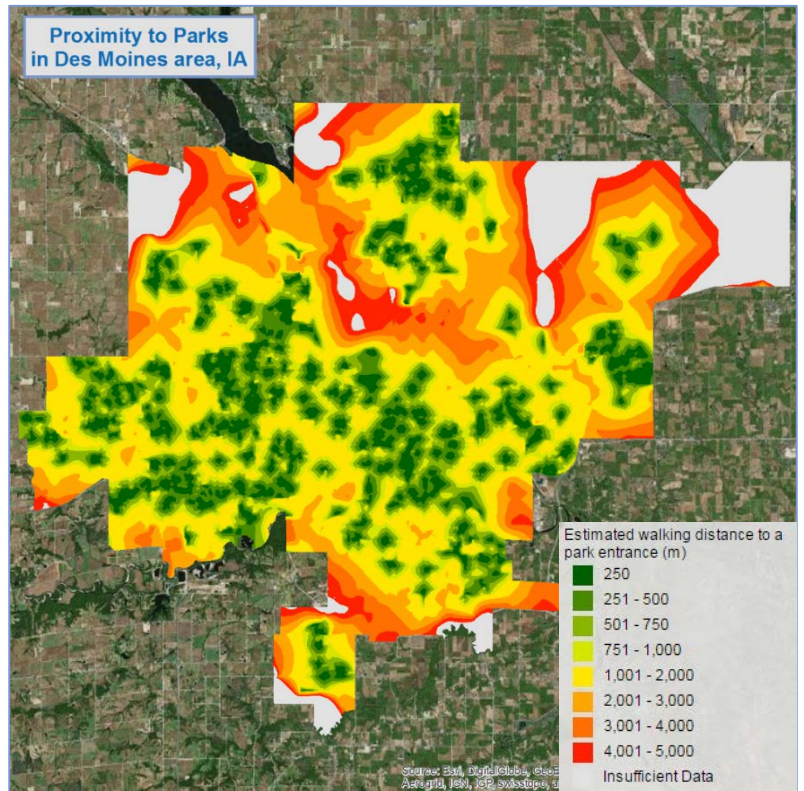 Proximity to Parks
in Des Moines area, IA
Estimated walking distance to a
park entrance (m)
250
251 - 500
501 - 750
751 - 1,000
1,001 - 2,000
2,001 - 3,000
3,001 - 4,000
4,001 - 5,000
Insufficient Data
Source: Esri, DigitalGlobe, GeoE
Aerogrid, IGN, IGP, swisstopo, a